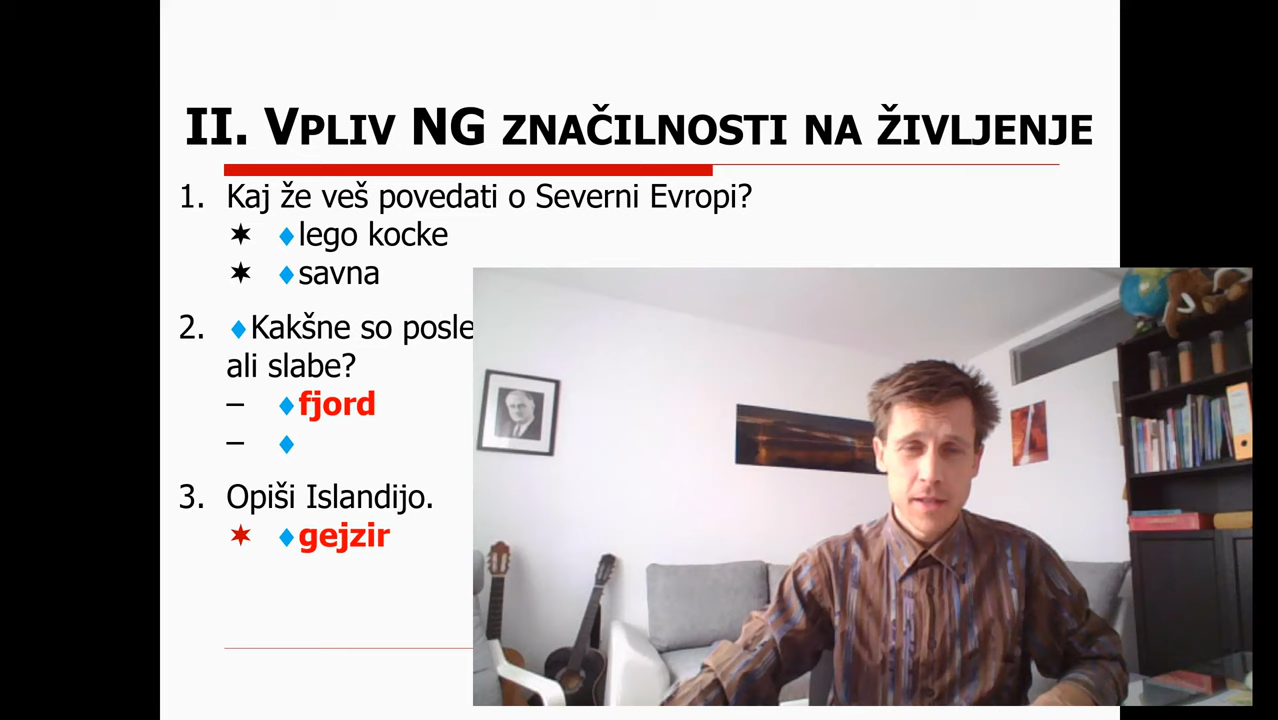 II. VPLIV NG ZNAČILNOSTI NA ŽIVLJENJE
1. Kaj že veš povedati o Severni Evropi?
✶ ♦lego kocke
✶ ♦savna
2. ♦Kakšne so posle
ali slabe?
– ♦fjord
– ♦
3. Opiši Islandijo.
✶ ♦gejzir